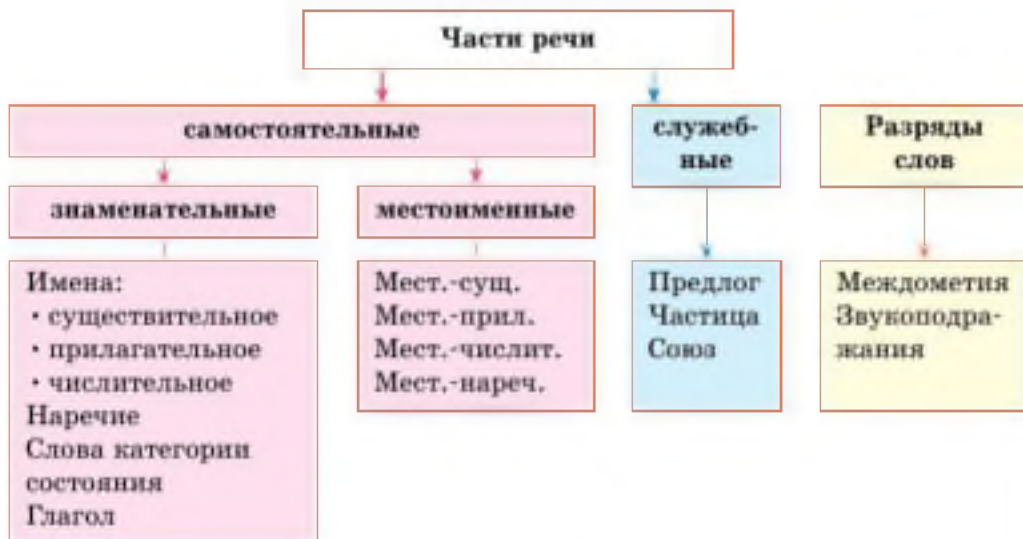 Части речи
самостоятельные
служеб-
ные
Разряды
слов
знаменательные
местоименные
Имена:
• существительное
• прилагательное
• числительное
Наречие
Слова категории
состояния
Глагол
Мест.-сущ.
Мест.-прил.
Мест.-числит.
Мест.-нареч.
Предлог
Частица
Союз
Междометия
Звукоподра-
жания